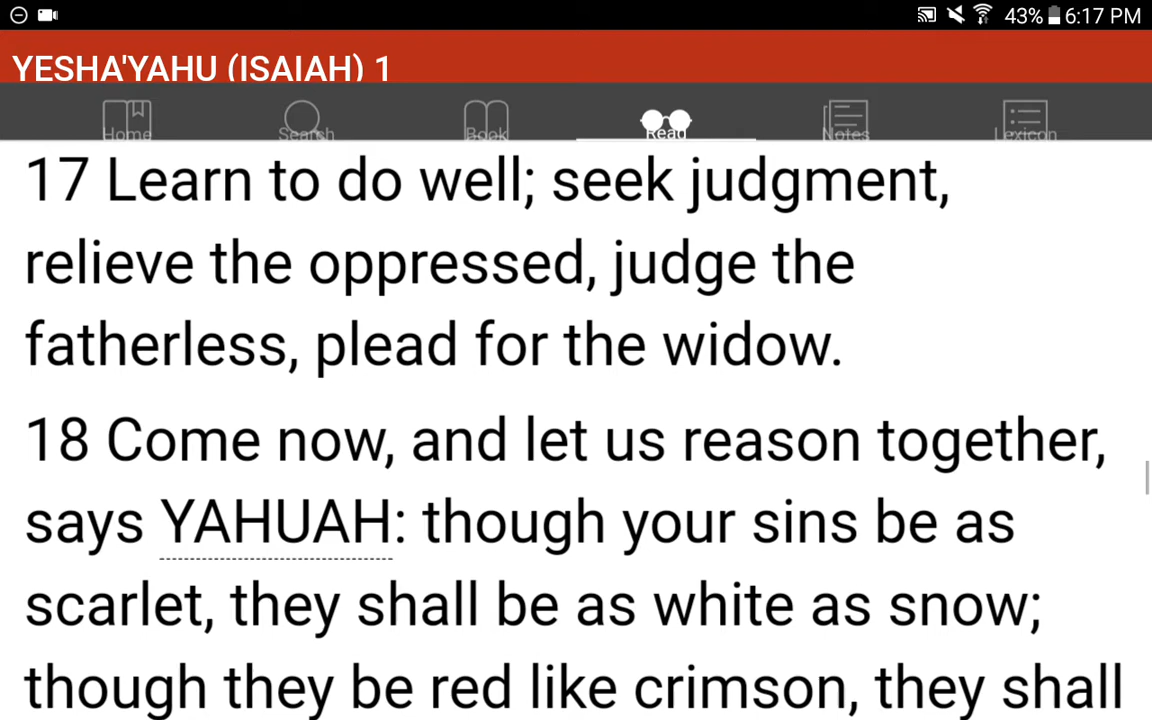 43% 6:17 PM
YESHA'YAHU (ISAIAH) 1
Home Search Book Read Notes Lexicon
17 Learn to do well; seek judgment,
relieve the oppressed, judge the
fatherless, plead for the widow.
18 Come now, and let us reason together,
says YAHUAH: though your sins be as
scarlet, they shall be as white as snow;
though they be red like crimson, they shall